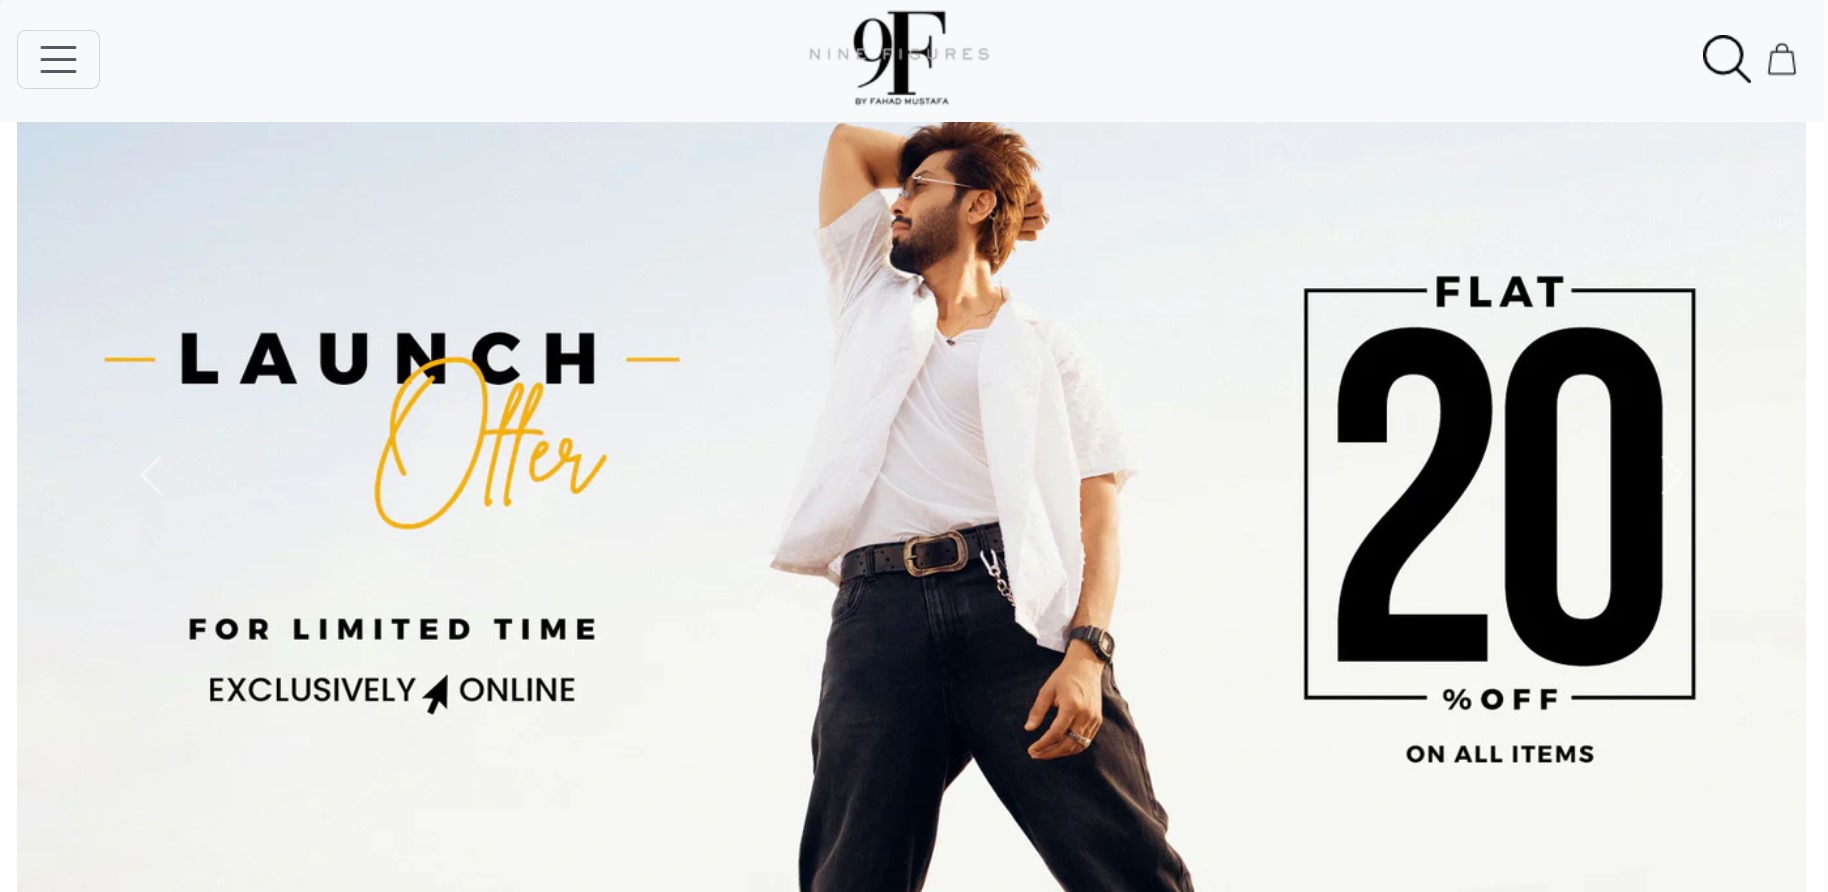 9F
NINE FIGURES
BY FAHAD MUSTAFA
LAUNCH
Offer
FOR LIMITED TIME
EXCLUSIVELY ONLINE
FLAT
20
% OFF
ON ALL ITEMS